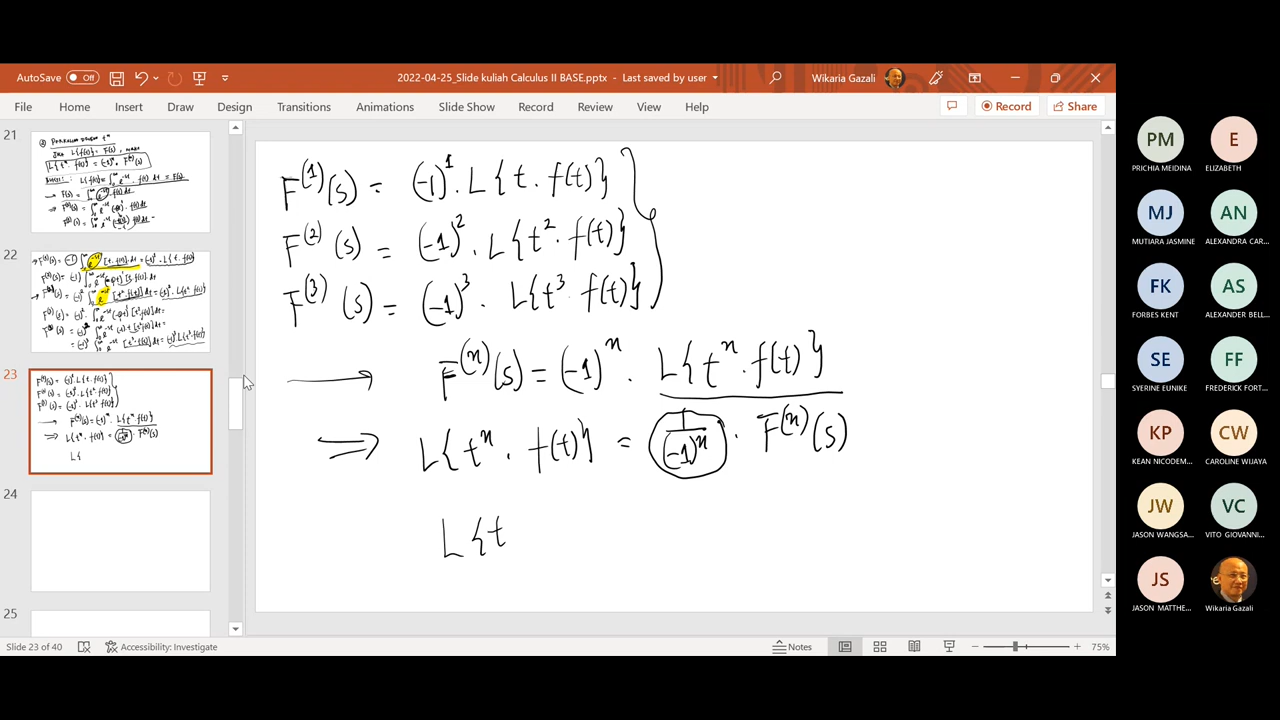 AutoSave Off
2022-04-25_Slide kuliah Calculus II BASE.pptx - Last saved by user
Wikaria Gazali
File Home Insert Draw Design Transitions Animations Slide Show Record Review View Help
Record Share
21
22
23
24
25
F^(1)(s) = (-1)^1 . L{t . f(t)}
F^(2)(s) = (-1)^2 . L{t^2 . f(t)}
F^(3)(s) = (-1)^3 . L{t^3 . f(t)}
→ F^(n)(s) = (-1)^n . L{t^n . f(t)}
⇒ L{t^n . f(t)} = 1/(-1)^n . F^(n)(s)
L{t
PM E
PRICHIA MEIDINA ELIZABETH
MJ AN
MUTIARA JASMINE ALEXANDRA CAR...
FK AS
FORBES KENT ALEXANDER BELL...
SE FF
SYERINE EUNIKE FREDERICK FORT...
KP CW
KEAN NICODEM... CAROLINE WIJAYA
JW VC
JASON WANGSA... VITO GIOVANNI...
JS
JASON MATTHE... Wikaria Gazali
Slide 23 of 40 Accessibility: Investigate Notes 75%